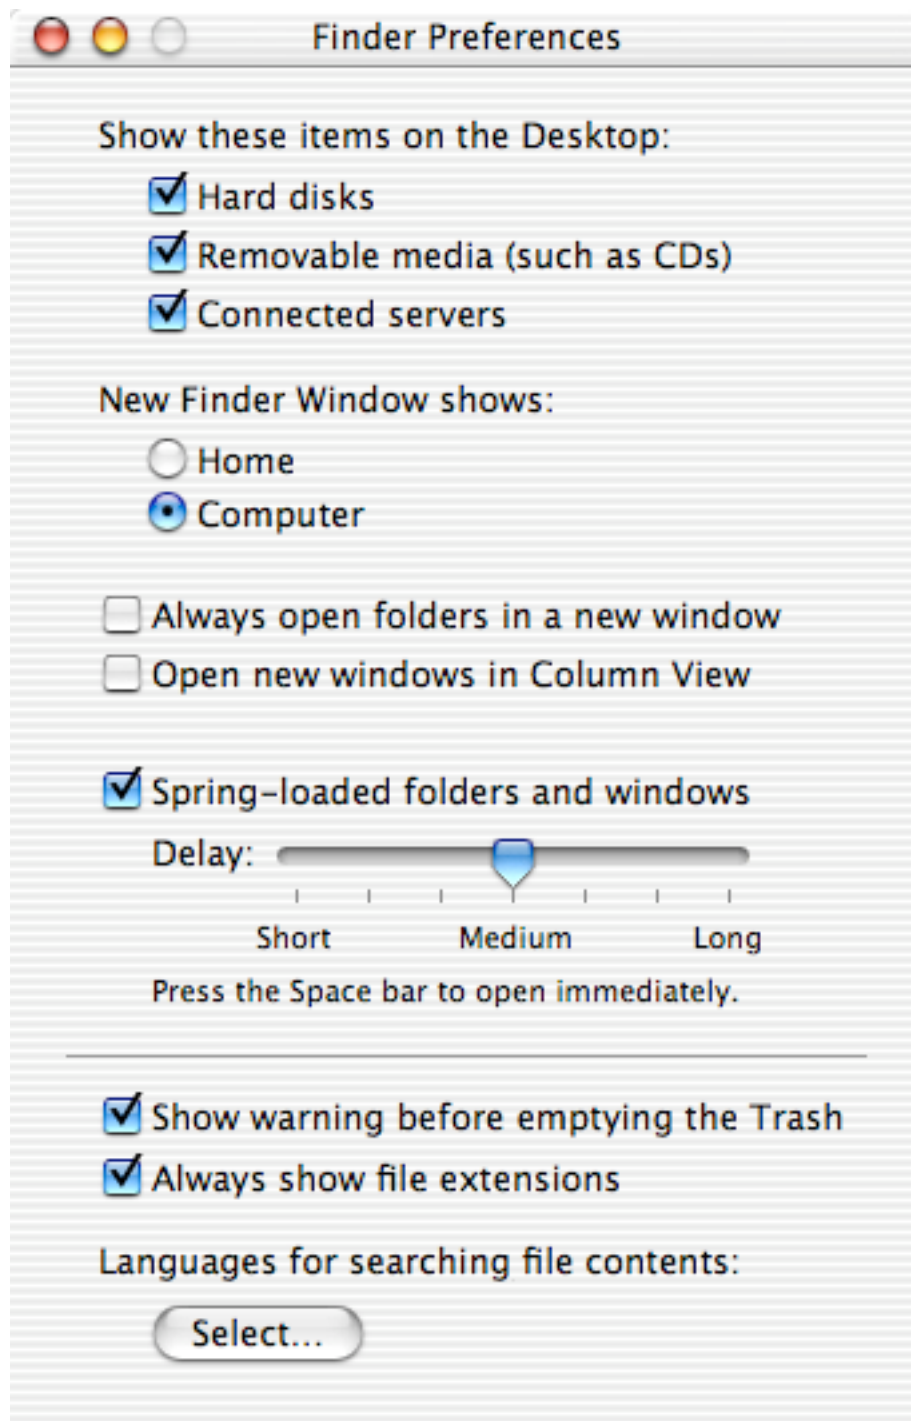 Finder Preferences
Show these items on the Desktop:
Hard disks
Removable media (such as CDs)
Connected servers
New Finder Window shows:
Home
Computer
Always open folders in a new window
Open new windows in Column View
Spring-loaded folders and windows
Delay:
Short Medium Long
Press the Space bar to open immediately.
Show warning before emptying the Trash
Always show file extensions
Languages for searching file contents:
Select...